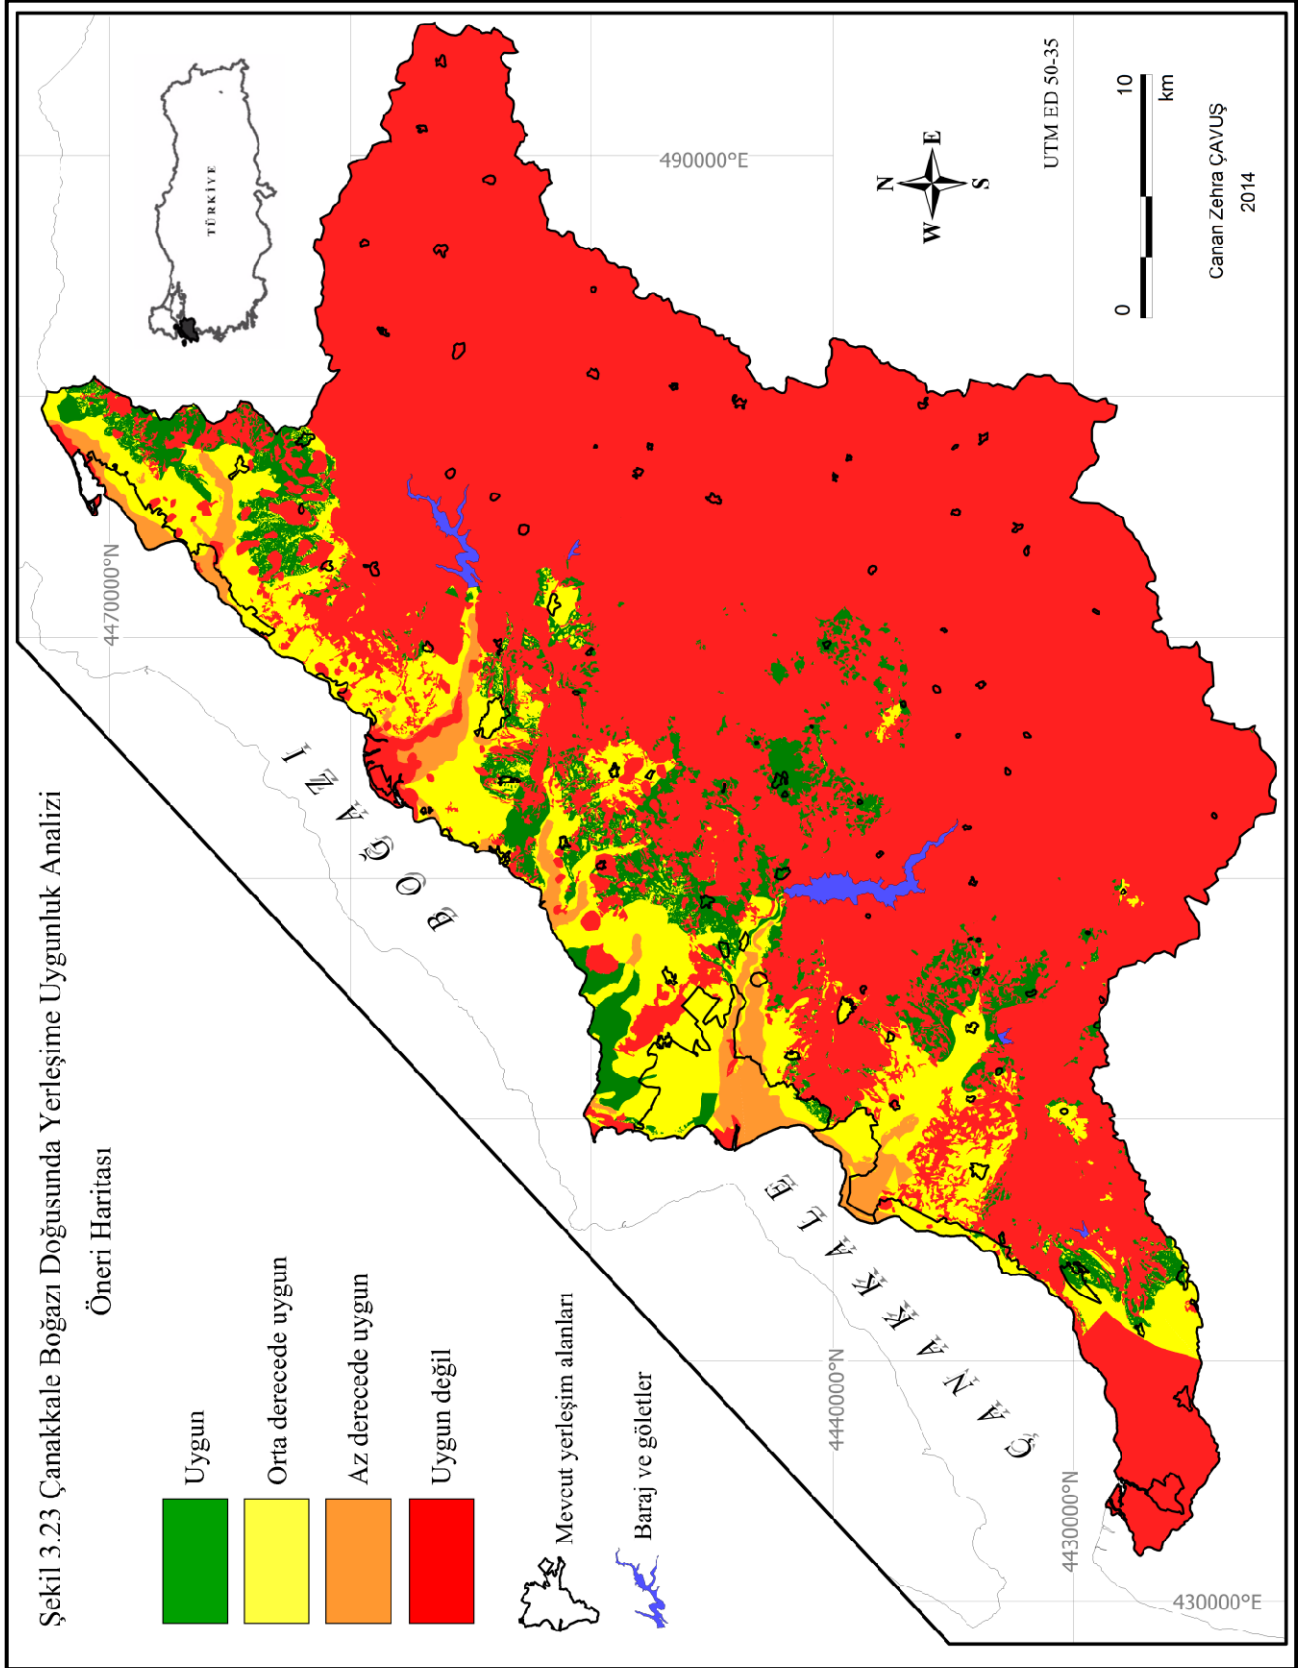 Şekil 3.23 Çanakkale Boğazı Doğusunda Yerleşime Uygunluk Analizi
Öneri Haritası
Uygun
Orta derecede uygun
Az derecede uygun
Uygun değil
Mevcut yerleşim alanları
Baraj ve göletler
ÇANAKKALE BOĞAZI
TÜRKİYE
4470000°N
4440000°N
4430000°N
430000°E
490000°E
N
W E
S
UTM ED 50-35
0 10
km
Canan Zehra ÇAVUŞ
2014